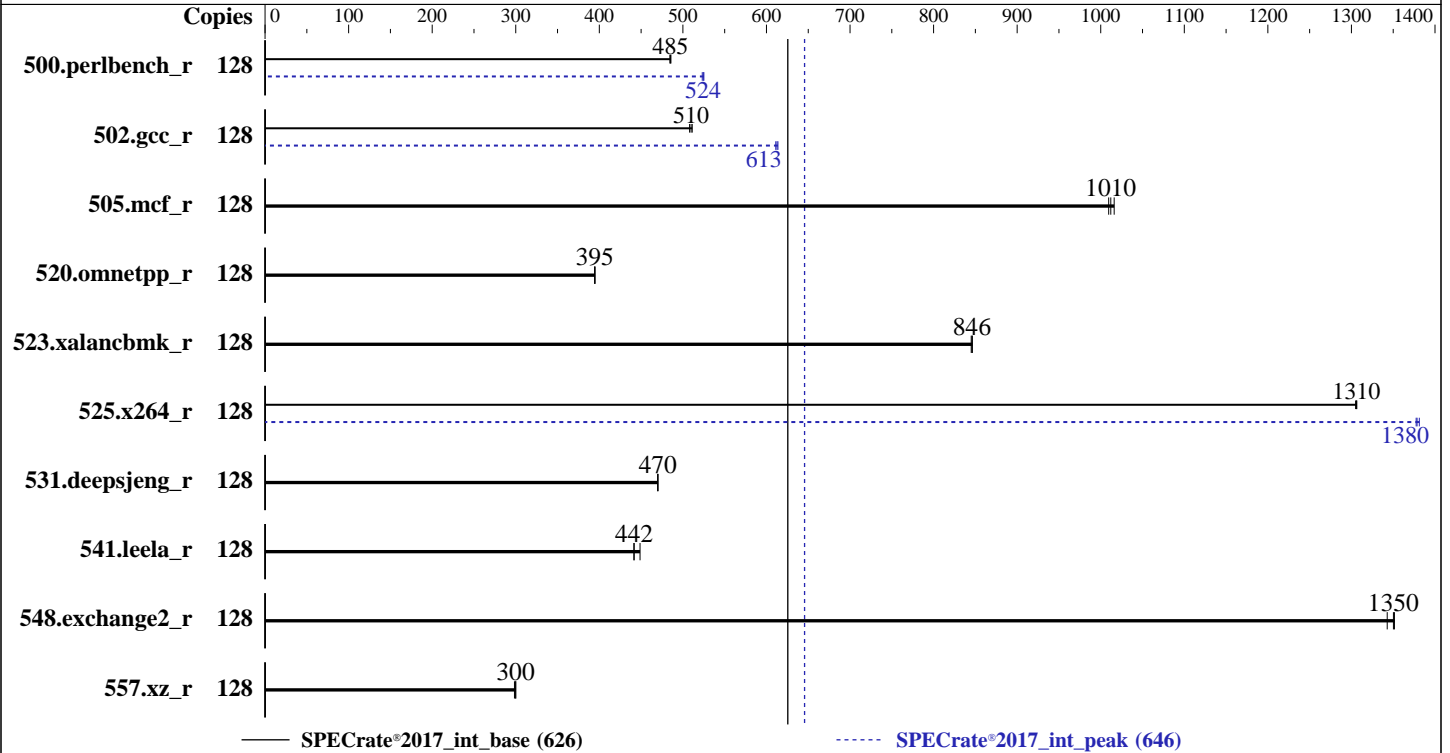 Copies 0 100 200 300 400 500 600 700 800 900 1000 1100 1200 1300 1400
500.perlbench_r 128 485
524
502.gcc_r 128 510
613
505.mcf_r 128 1010
520.omnetpp_r 128 395
523.xalancbmk_r 128 846
525.x264_r 128 1310
1380
531.deepsjeng_r 128 470
541.leela_r 128 442
548.exchange2_r 128 1350
557.xz_r 128 300
SPECrate®2017_int_base (626) SPECrate®2017_int_peak (646)